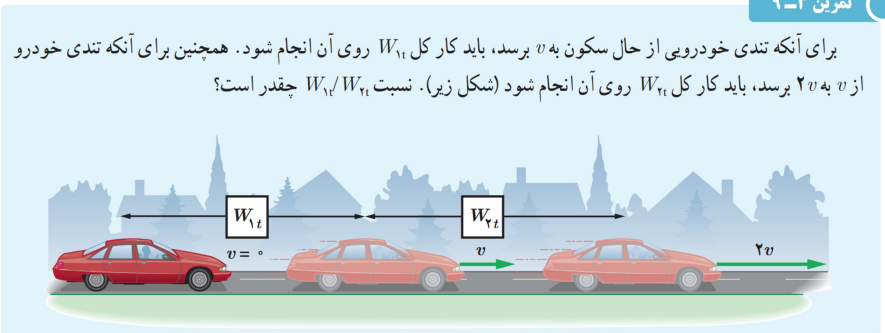 تمرین ۳ــ۹
برای آنکه تندی خودرویی از حال سکون به v برسد، باید کار کل W₁ₜ روی آن انجام شود. همچنین برای آنکه تندی خودرو
از v به ۲v برسد، باید کار کل W₂ₜ روی آن انجام شود (شکل زیر). نسبت W₁ₜ/W₂ₜ چقدر است؟
W₁ₜ
W₂ₜ
v = ۰
v
۲v